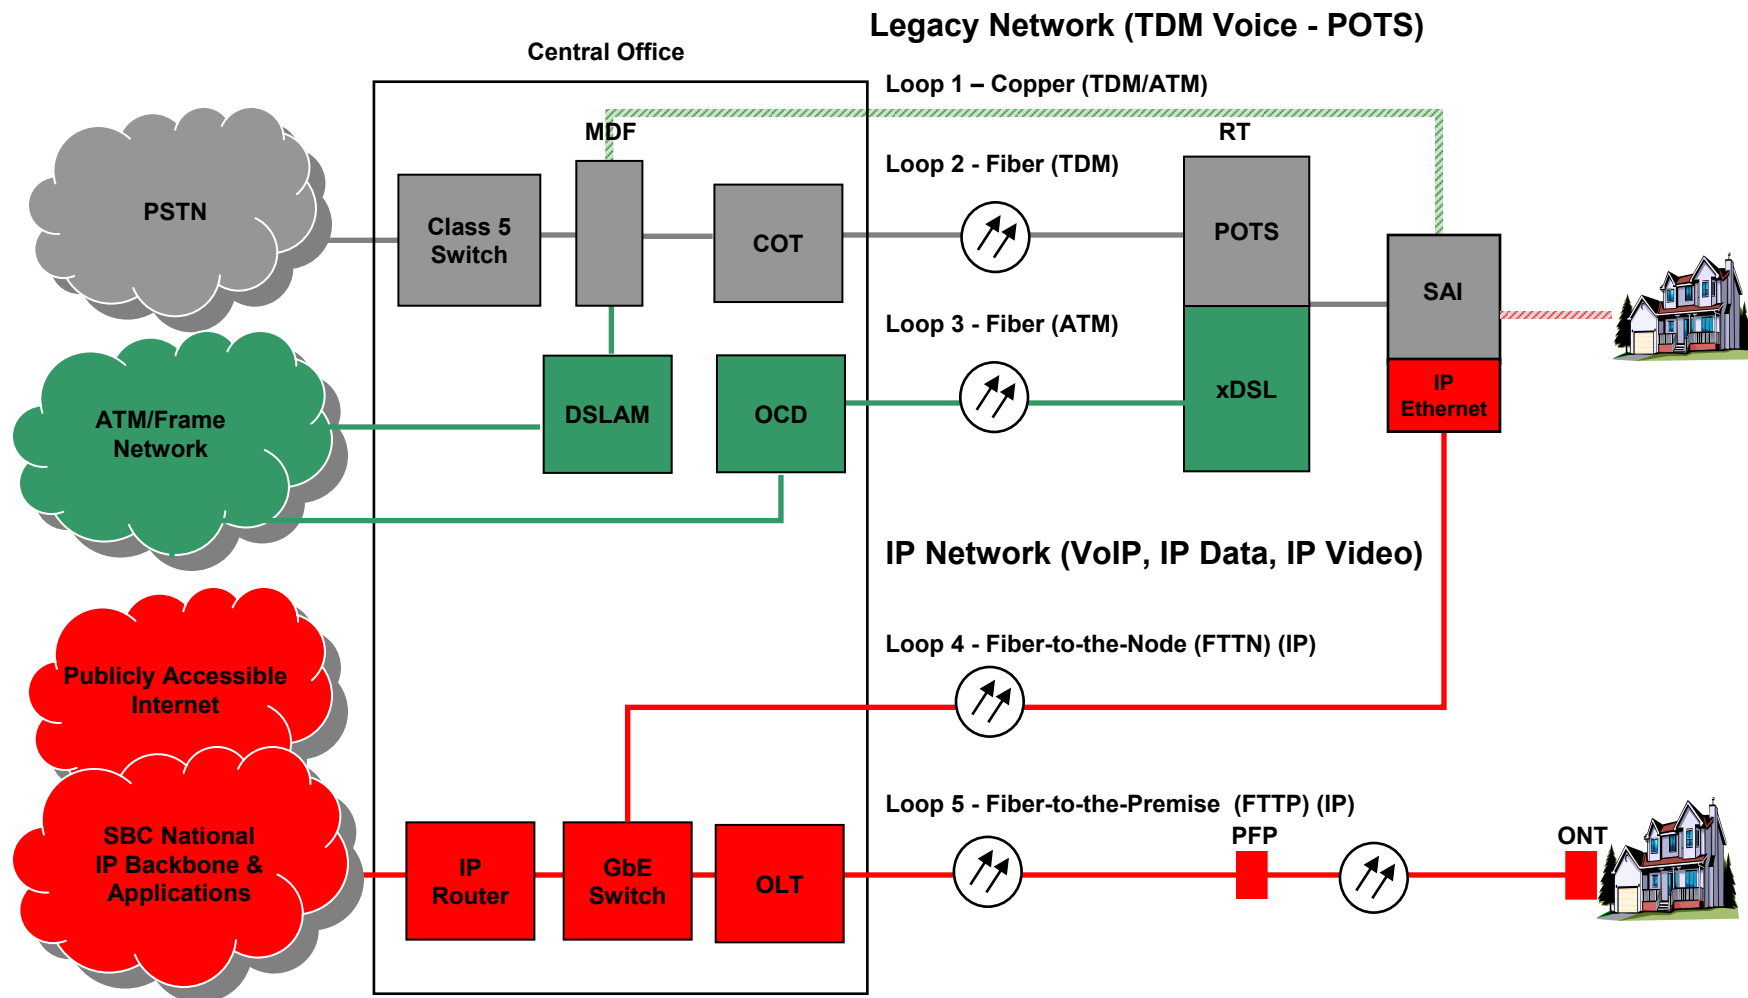 Legacy Network (TDM Voice - POTS)
Central Office
Loop 1 – Copper (TDM/ATM)
MDF
RT
Loop 2 - Fiber (TDM)
PSTN
Class 5
Switch
COT
POTS
SAI
Loop 3 - Fiber (ATM)
ATM/Frame
Network
DSLAM
OCD
xDSL
IP
Ethernet
IP Network (VoIP, IP Data, IP Video)
Loop 4 - Fiber-to-the-Node (FTTN) (IP)
Publicly Accessible
Internet
Loop 5 - Fiber-to-the-Premise (FTTP) (IP)
PFP
ONT
SBC National
IP Backbone &
Applications
IP
Router
GbE
Switch
OLT